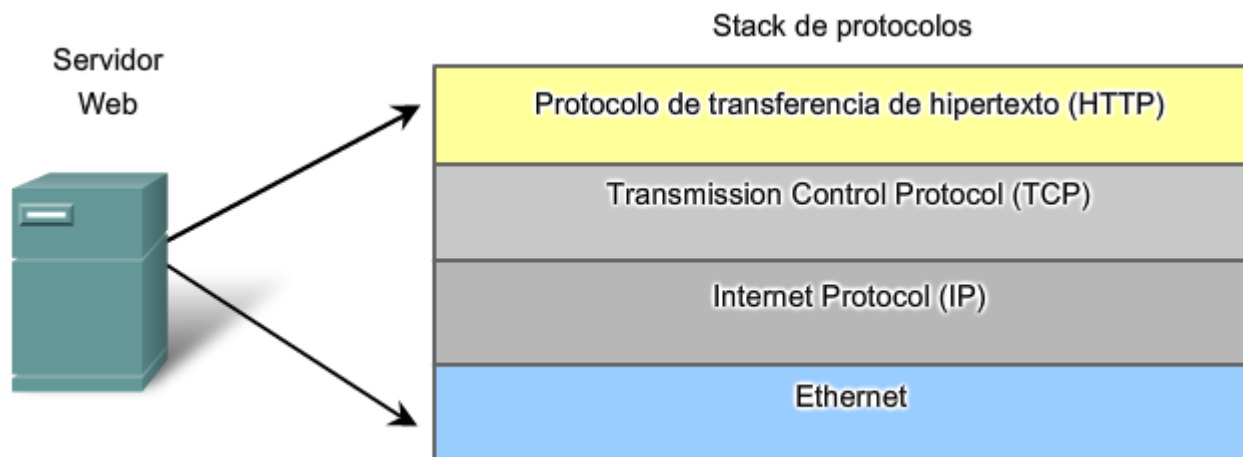 Stack de protocolos
Servidor
Web
Protocolo de transferencia de hipertexto (HTTP)
Transmission Control Protocol (TCP)
Internet Protocol (IP)
Ethernet